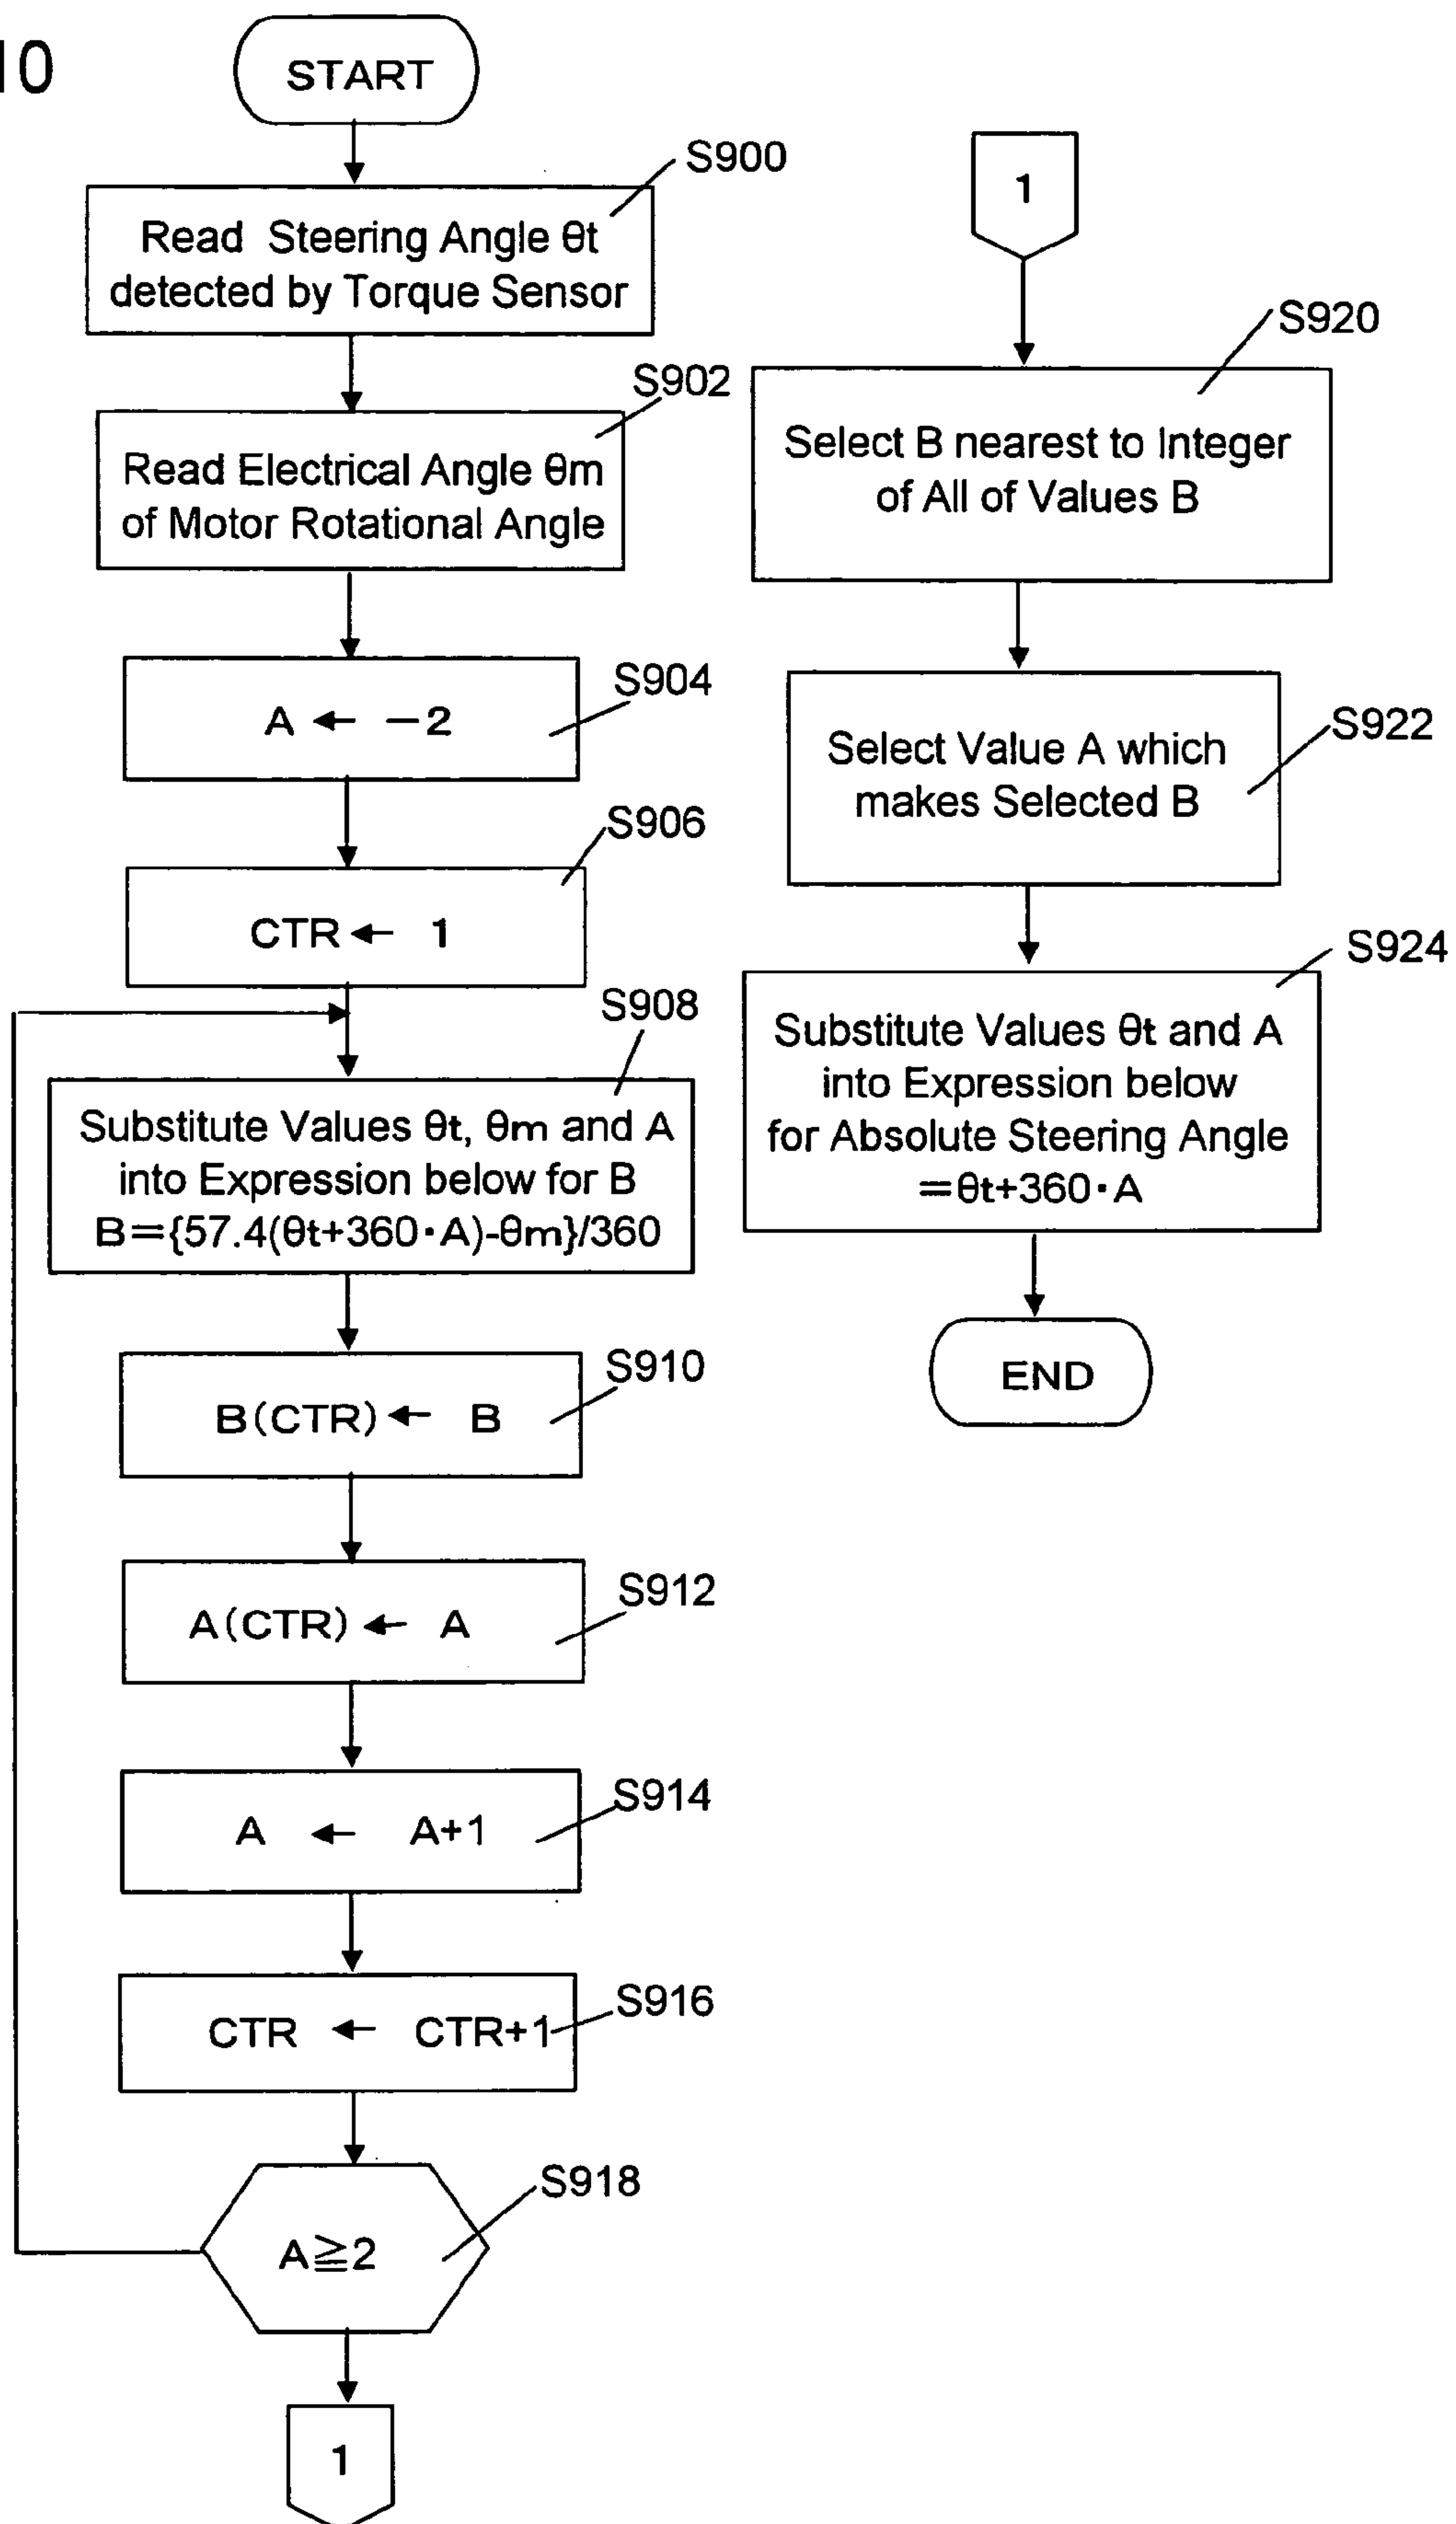 10
START
S900
Read Steering Angle θt
detected by Torque Sensor
S902
Read Electrical Angle θm
of Motor Rotational Angle
S904
A ← −2
S906
CTR ← 1
S908
Substitute Values θt, θm and A
into Expression below for B
B={57.4(θt+360·A)-θm}/360
S910
B(CTR) ← B
S912
A(CTR) ← A
S914
A ← A+1
S916
CTR ← CTR+1
S918
A≧2
1
1
S920
Select B nearest to Integer
of All of Values B
S922
Select Value A which
makes Selected B
S924
Substitute Values θt and A
into Expression below
for Absolute Steering Angle
=θt+360·A
END